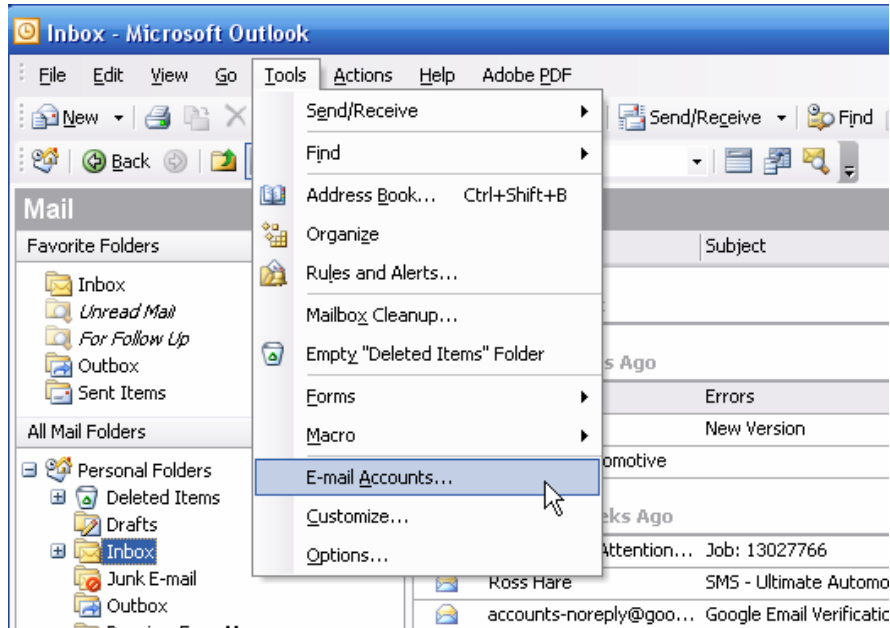 Inbox - Microsoft Outlook
File Edit View Go Tools Actions Help Adobe PDF
New Send/Receive Find
Back
Mail
Favorite Folders
Inbox
Unread Mail
For Follow Up
Outbox
Sent Items
All Mail Folders
Personal Folders
Deleted Items
Drafts
Inbox
Junk E-mail
Outbox
Send/Receive
Find
Address Book... Ctrl+Shift+B
Organize
Rules and Alerts...
Mailbox Cleanup...
Empty "Deleted Items" Folder
Forms
Macro
E-mail Accounts...
Customize...
Options...
Subject
Ago
Errors
New Version
Ago
Attention... Job: 13027766
Ross Hare SMS - Ultimate
accounts-noreply@goo... Google Email